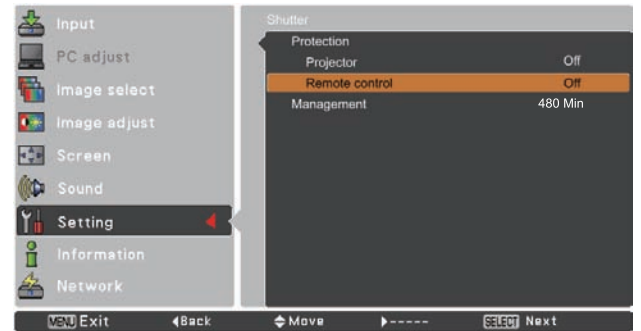 Input
PC adjust
Image select
Image adjust
Screen
Sound
Setting
Information
Network
Shutter
Protection
Projector Off
Remote control Off
Management 480 Min
MENU Exit Back Move ----- SELECT Next